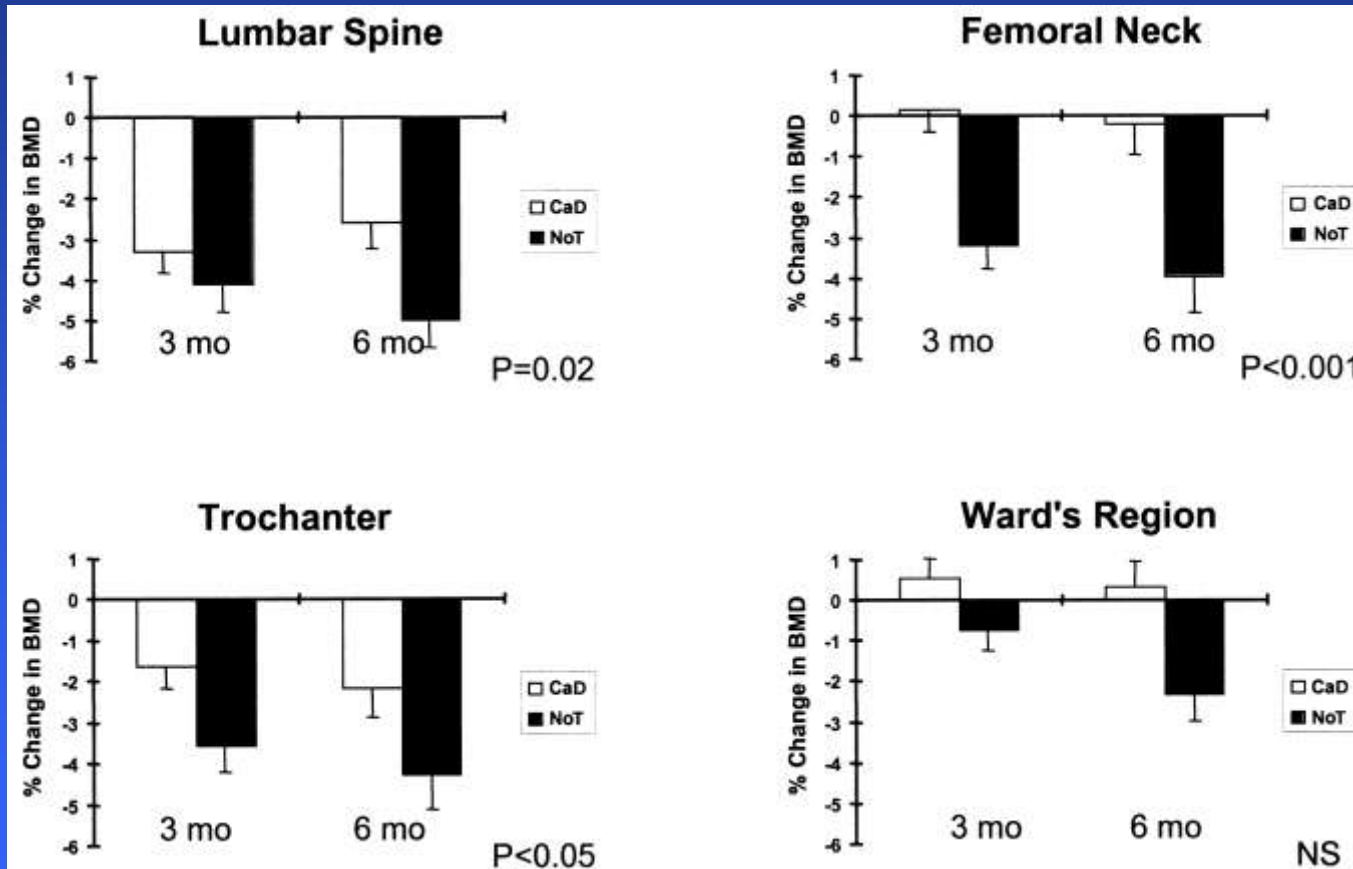 Lumbar Spine
% Change in BMD
1
0
-1
-2
-3
-4
-5
-6
3 mo
6 mo
P=0.02
CaD
NoT
Femoral Neck
% Change in BMD
1
0
-1
-2
-3
-4
-5
-6
3 mo
6 mo
P<0.001
CaD
NoT
Trochanter
% Change in BMD
1
0
-1
-2
-3
-4
-5
-6
3 mo
6 mo
P<0.05
CaD
NoT
Ward's Region
% Change in BMD
1
0
-1
-2
-3
-4
-5
-6
3 mo
6 mo
NS
CaD
NoT